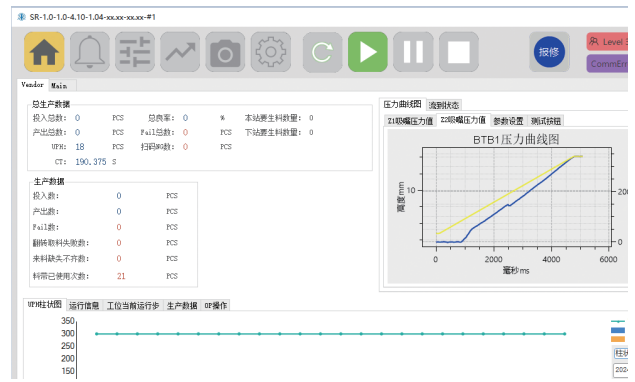 SR-1.0-1.0-4.10-1.04-xx.xx-xx.xx-#1
报修
Level
CommErr
Vendor Main
总生产数据
投入总数: 0 PCS 总良率: 0 % 本站要生料数量: 0
产出总数: 0 PCS Fail总数: 0 PCS 下站要生料数量: 0
UPH: 18 PCS 扫码NG数: 0 PCS
CT: 190.375 S
生产数据
投入数: 0 PCS
产出数: 0 PCS
Fail数: 0 PCS
翻转取料失败数: 0 PCS
来料缺失不齐数: 0 PCS
料带已使用次数: 21 PCS
压力曲线图 流到状态
Z1吸嘴压力值 Z2吸嘴压力值 参数设置 测试按钮
BTB1压力曲线图
高度mm
10
200
0
0 2000 4000 6000
毫秒ms
UPH柱状图 运行信息 工位当前运行步 生产数据 OP操作
350
300
250
200
150
柱状
2024